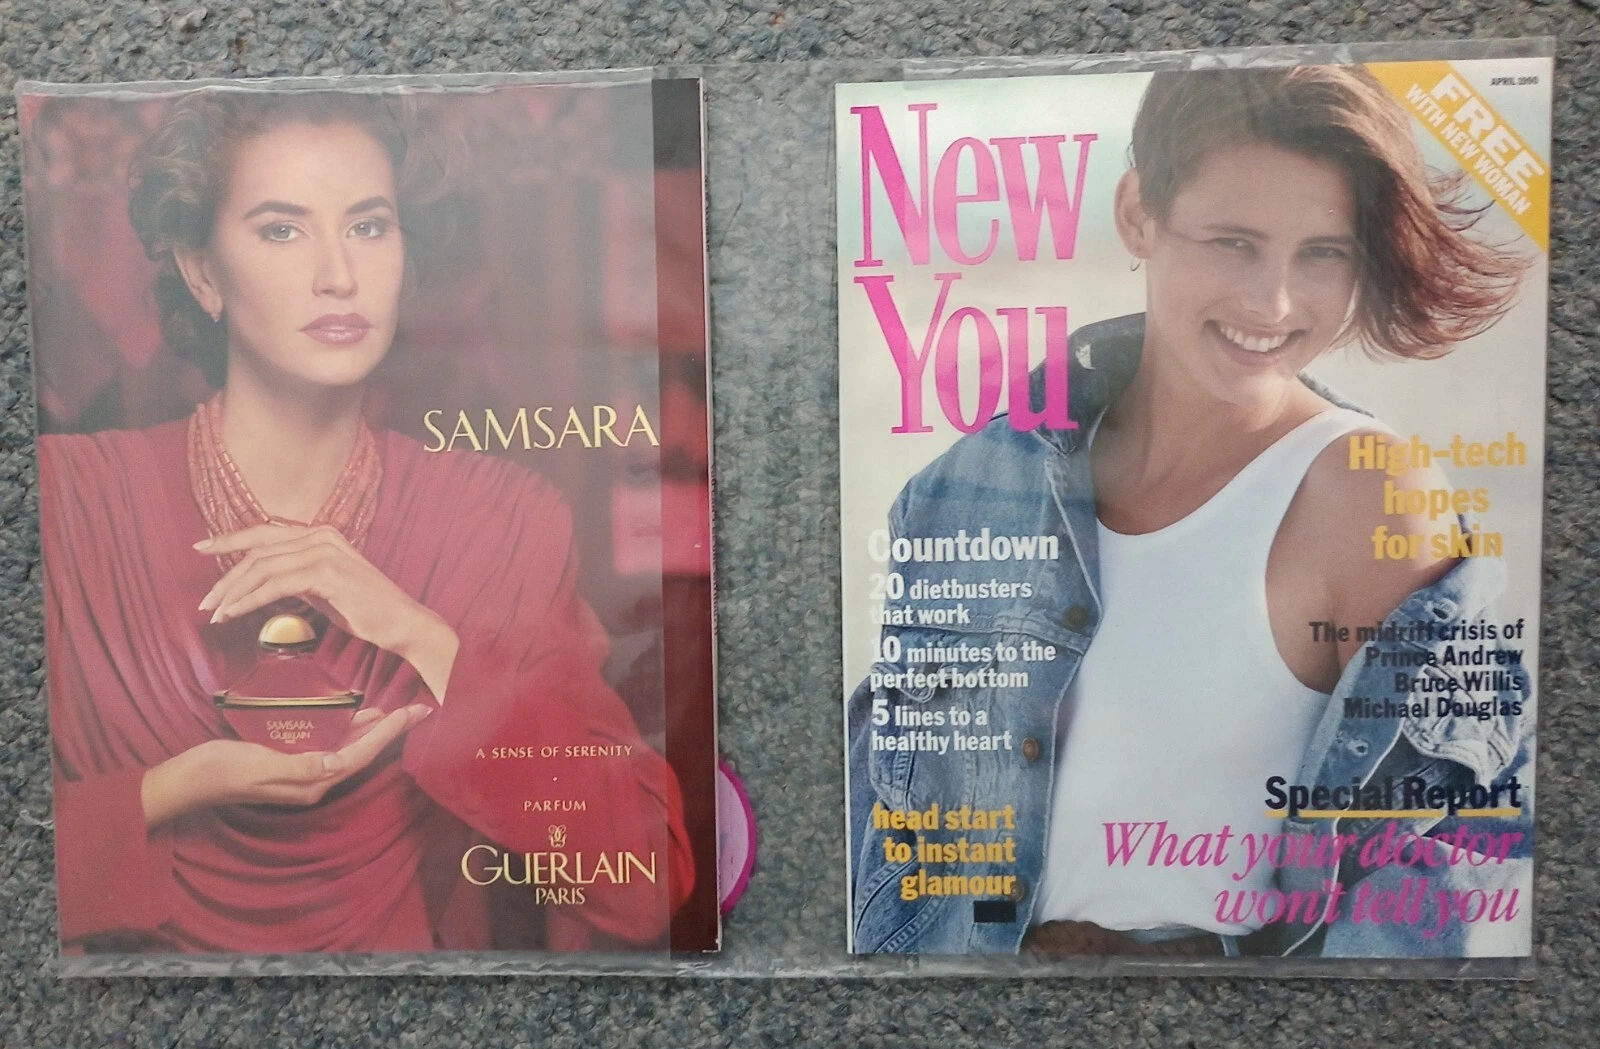 SAMSARA
SAMSARA
GUERLAIN
A SENSE OF SERENITY
PARFUM
GUERLAIN
PARIS
New
You
APRIL 1990
FREE
WITH NEW WOMAN
High-tech
hopes
for skin
Countdown
20 dietbusters
that work
10 minutes to the
perfect bottom
5 lines to a
healthy heart
The midriff crisis of
Prince Andrew
Bruce Willis
Michael Douglas
head start
to instant
glamour
Special Report
What your doctor
won't tell you